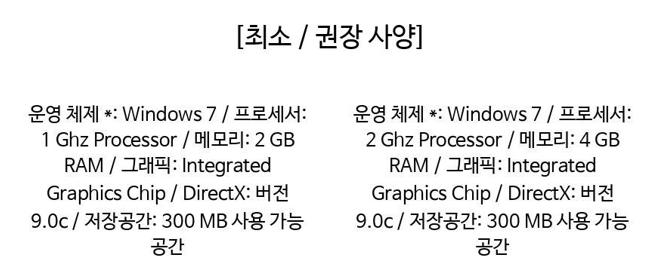 [최소 / 권장 사양]
운영 체제 *: Windows 7 / 프로세서:
1 Ghz Processor / 메모리: 2 GB
RAM / 그래픽: Integrated
Graphics Chip / DirectX: 버전
9.0c / 저장공간: 300 MB 사용 가능
공간
운영 체제 *: Windows 7 / 프로세서:
2 Ghz Processor / 메모리: 4 GB
RAM / 그래픽: Integrated
Graphics Chip / DirectX: 버전
9.0c / 저장공간: 300 MB 사용 가능
공간